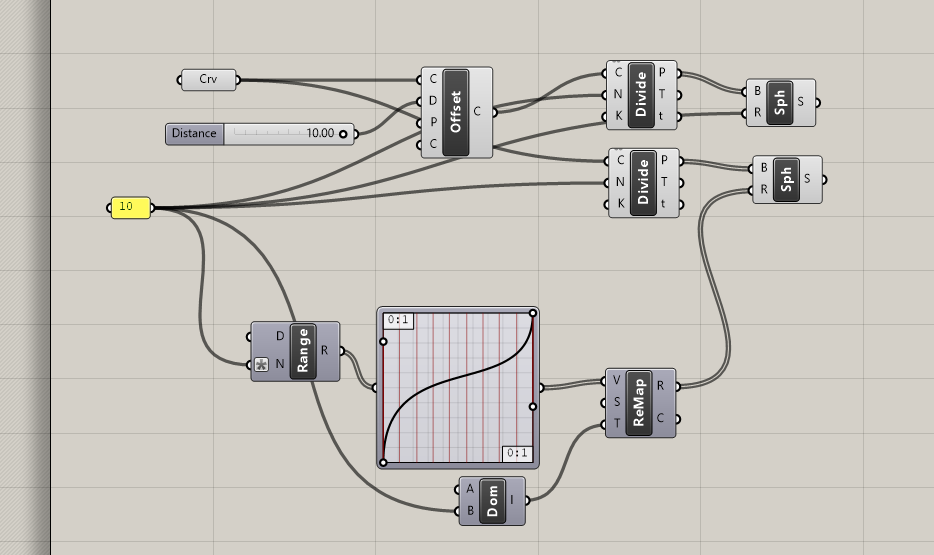 Crv
Distance 10.00
C D P C Offset C
C N K Divide P T t
B R Sph S
C N K Divide P T t
B R Sph S
10
D N Range R
0:1
0:1
V S T ReMap R C
A B Dom I